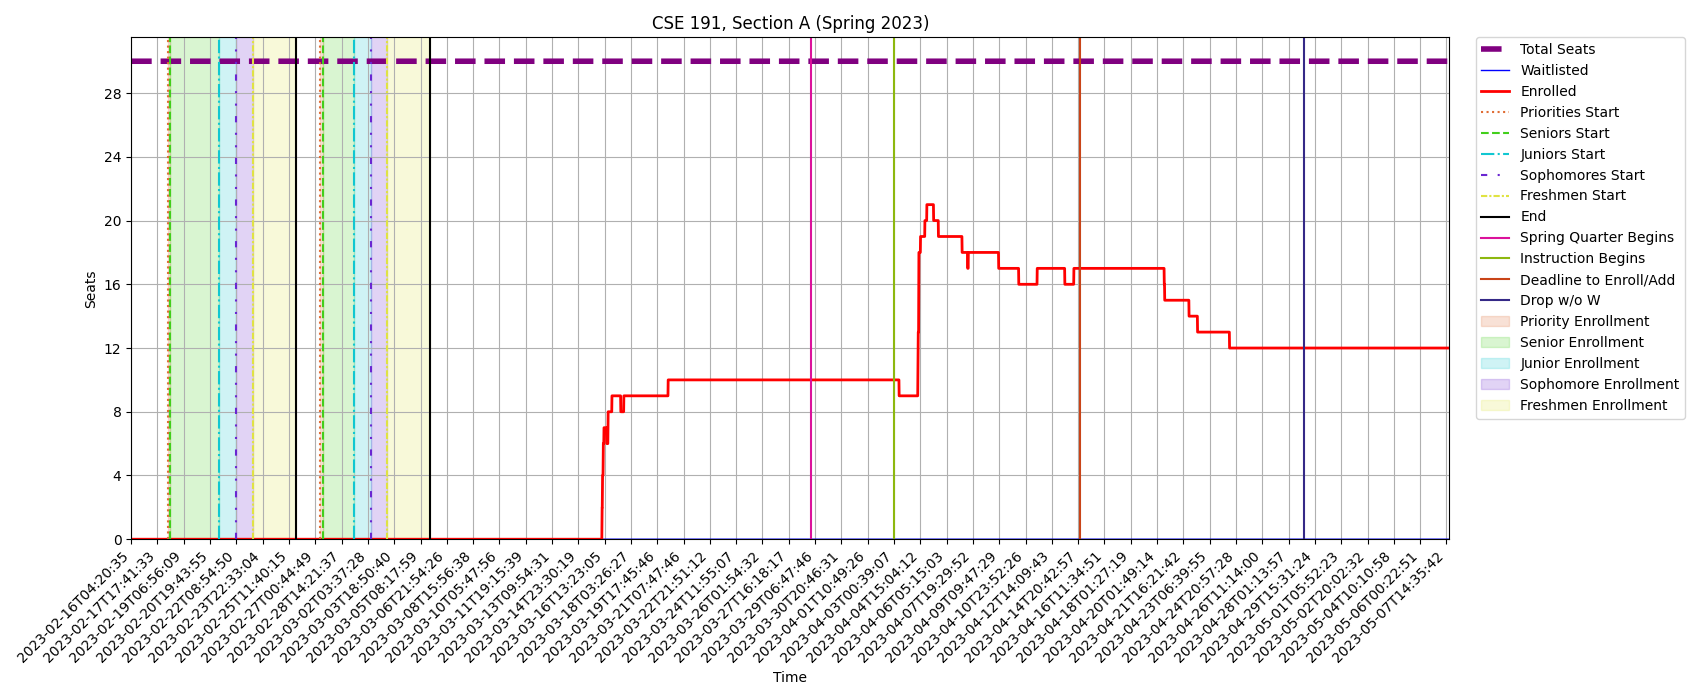 CSE 191, Section A (Spring 2023)
Seats
28
24
20
16
12
8
4
0
2023-02-16T04:20:35
2023-02-17T17:41:33
2023-02-19T06:56:09
2023-02-20T19:43:55
2023-02-22T08:54:50
2023-02-23T22:33:04
2023-02-25T11:40:15
2023-02-27T00:44:49
2023-02-28T14:21:37
2023-03-02T03:37:28
2023-03-03T18:50:40
2023-03-05T08:17:59
2023-03-06T21:54:26
2023-03-08T15:56:38
2023-03-10T05:47:56
2023-03-11T19:15:39
2023-03-13T09:54:31
2023-03-14T23:30:19
2023-03-16T13:23:05
2023-03-18T03:26:27
2023-03-19T17:45:46
2023-03-21T07:47:46
2023-03-22T21:51:12
2023-03-24T11:55:07
2023-03-26T01:54:32
2023-03-27T16:18:17
2023-03-29T06:47:46
2023-03-30T20:46:31
2023-04-01T10:49:26
2023-04-03T00:39:07
2023-04-04T15:04:12
2023-04-06T05:15:03
2023-04-07T19:29:52
2023-04-09T09:47:29
2023-04-10T23:52:26
2023-04-12T14:09:43
2023-04-14T20:42:57
2023-04-16T11:34:51
2023-04-18T01:27:19
2023-04-20T01:49:14
2023-04-21T16:21:42
2023-04-23T06:39:55
2023-04-24T20:57:28
2023-04-26T11:14:00
2023-04-28T01:13:57
2023-04-29T15:31:24
2023-05-01T05:52:23
2023-05-02T20:02:32
2023-05-04T10:10:58
2023-05-06T00:22:51
2023-05-07T14:35:42
Time
Total Seats
Waitlisted
Enrolled
Priorities Start
Seniors Start
Juniors Start
Sophomores Start
Freshmen Start
End
Spring Quarter Begins
Instruction Begins
Deadline to Enroll/Add
Drop w/o W
Priority Enrollment
Senior Enrollment
Junior Enrollment
Sophomore Enrollment
Freshmen Enrollment